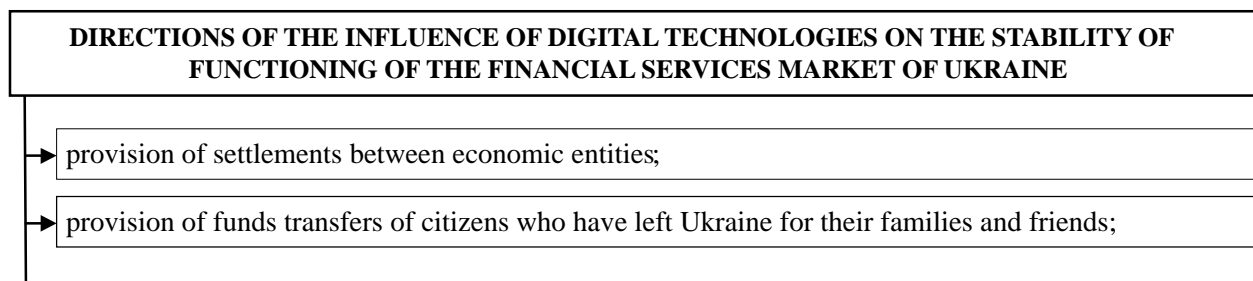 DIRECTIONS OF THE INFLUENCE OF DIGITAL TECHNOLOGIES ON THE STABILITY OF
FUNCTIONING OF THE FINANCIAL SERVICES MARKET OF UKRAINE
provision of settlements between economic entities;
provision of funds transfers of citizens who have left Ukraine for their families and friends;